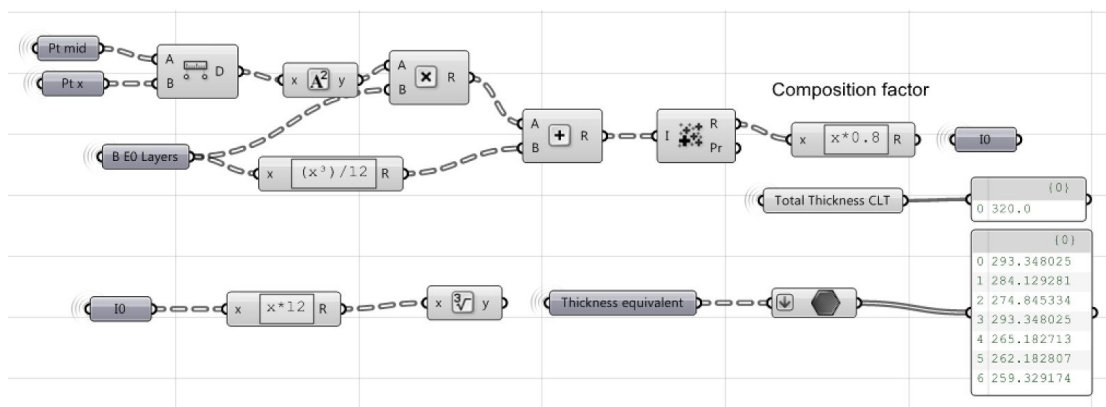 Pt mid
Pt x
A
B
D
x
A²
y
A
B
×
R
B E0 Layers
x
(x³)/12
R
A
B
+
R
I
R
Pr
Composition factor
x
x*0.8
R
I0
Total Thickness CLT
{0}
0 320.0
I0
x
x*12
R
x
³√
y
Thickness equivalent
{0}
0 293.348025
1 284.129281
2 274.845334
3 293.348025
4 265.182713
5 262.182807
6 259.329174